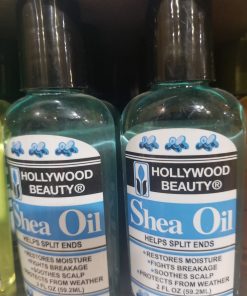 HOLLYWOOD
BEAUTY®
Shea Oil
HELPS SPLIT ENDS
•RESTORES MOISTURE
•FIGHTS BREAKAGE
•SOOTHES SCALP
•PROTECTS FROM WEATHER
2 FL OZ (59.2ML)
HOLLYWOOD
BEAUTY®
Shea Oil
HELPS SPLIT ENDS
•RESTORES MOISTURE
•FIGHTS BREAKAGE
•SOOTHES SCALP
•PROTECTS FROM WEATHER
2 FL OZ (59.2ML)